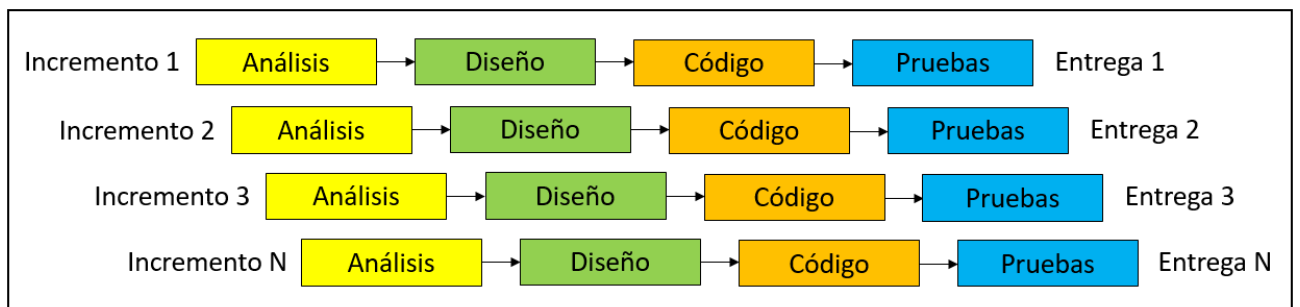 Incremento 1 Análisis Diseño Código Pruebas Entrega 1
Incremento 2 Análisis Diseño Código Pruebas Entrega 2
Incremento 3 Análisis Diseño Código Pruebas Entrega 3
Incremento N Análisis Diseño Código Pruebas Entrega N